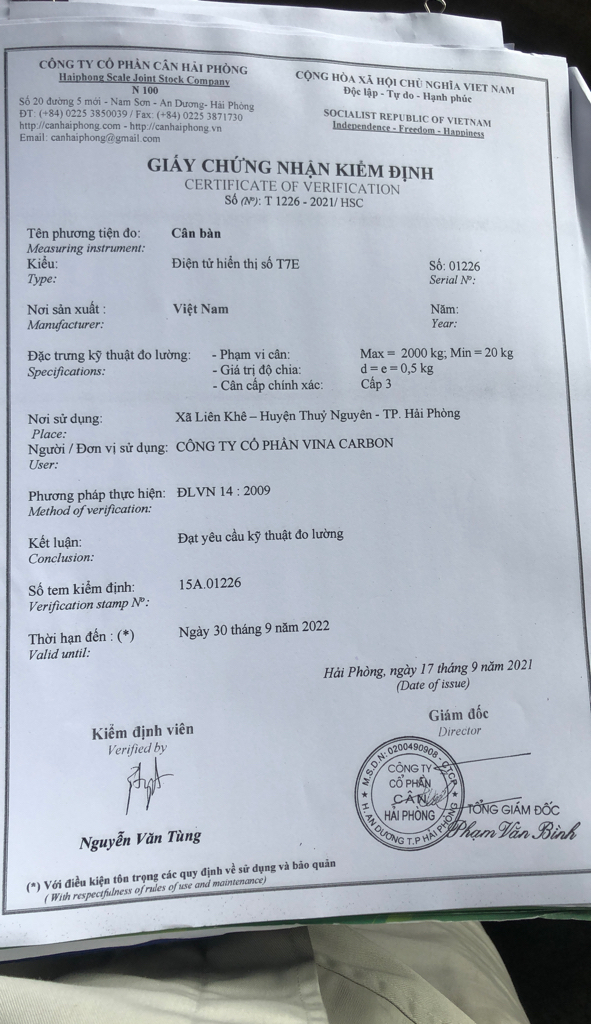 CÔNG TY CỔ PHẦN CÂN HẢI PHÒNG
Haiphong Scale Joint Stock Company
N 100
Số 20 đường 5 mới - Nam Sơn - An Dương- Hải Phòng
ĐT: (+84) 0225 3850039 / Fax: (+84) 0225 3871730
http://canhaiphong.com - http://canhaiphong.vn
Email: canhaiphong@gmail.com
CỘNG HÒA XÃ HỘI CHỦ NGHĨA VIỆT NAM
Độc lập - Tự do - Hạnh phúc
SOCIALIST REPUBLIC OF VIETNAM
Independence - Freedom - Happiness
GIẤY CHỨNG NHẬN KIỂM ĐỊNH
CERTIFICATE OF VERIFICATION
Số (Nº): T 1226 - 2021/ HSC
Tên phương tiện đo: Cân bàn
Measuring instrument:
Kiểu: Điện tử hiển thị số T7E Số: 01226
Type: Serial Nº:
Nơi sản xuất : Việt Nam Năm:
Manufacturer: Year:
Đặc trưng kỹ thuật đo lường: - Phạm vi cân: Max = 2000 kg; Min = 20 kg
Specifications: - Giá trị độ chia: d = e = 0,5 kg
- Cân cấp chính xác: Cấp 3
Nơi sử dụng: Xã Liên Khê – Huyện Thuỷ Nguyên - TP. Hải Phòng
Place:
Người / Đơn vị sử dụng: CÔNG TY CỔ PHẦN VINA CARBON
User:
Phương pháp thực hiện: ĐLVN 14 : 2009
Method of verification:
Kết luận: Đạt yêu cầu kỹ thuật đo lường
Conclusion:
Số tem kiểm định: 15A.01226
Verification stamp Nº:
Thời hạn đến : (*) Ngày 30 tháng 9 năm 2022
Valid until:
Hải Phòng, ngày 17 tháng 9 năm 2021
(Date of issue)
Kiểm định viên
Verified by
Nguyễn Văn Tùng
Giám đốc
Director
M.S.D.N: 0200490908 - C.T.C.P
CÔNG TY
CỔ PHẦN
CÂN
HẢI PHÒNG
H. AN DƯƠNG T.P HẢI PHÒNG
TỔNG GIÁM ĐỐC
Phạm Văn Bình
(*) Với điều kiện tôn trọng các quy định về sử dụng và bảo quản
( With respectfulness of rules of use and maintenance)